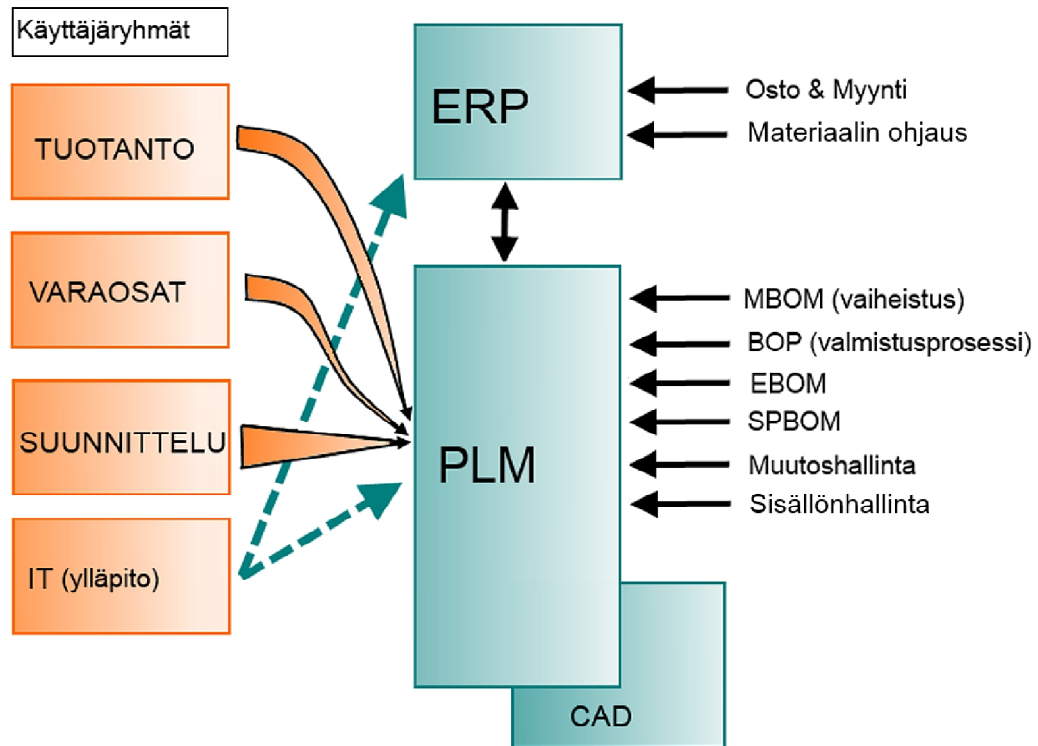 Käyttäjäryhmät
TUOTANTO
VARAOSAT
SUUNNITTELU
IT (ylläpito)
ERP
PLM
CAD
Osto & Myynti
Materiaalin ohjaus
MBOM (vaiheistus)
BOP (valmistusprosessi)
EBOM
SPBOM
Muutoshallinta
Sisällönhallinta